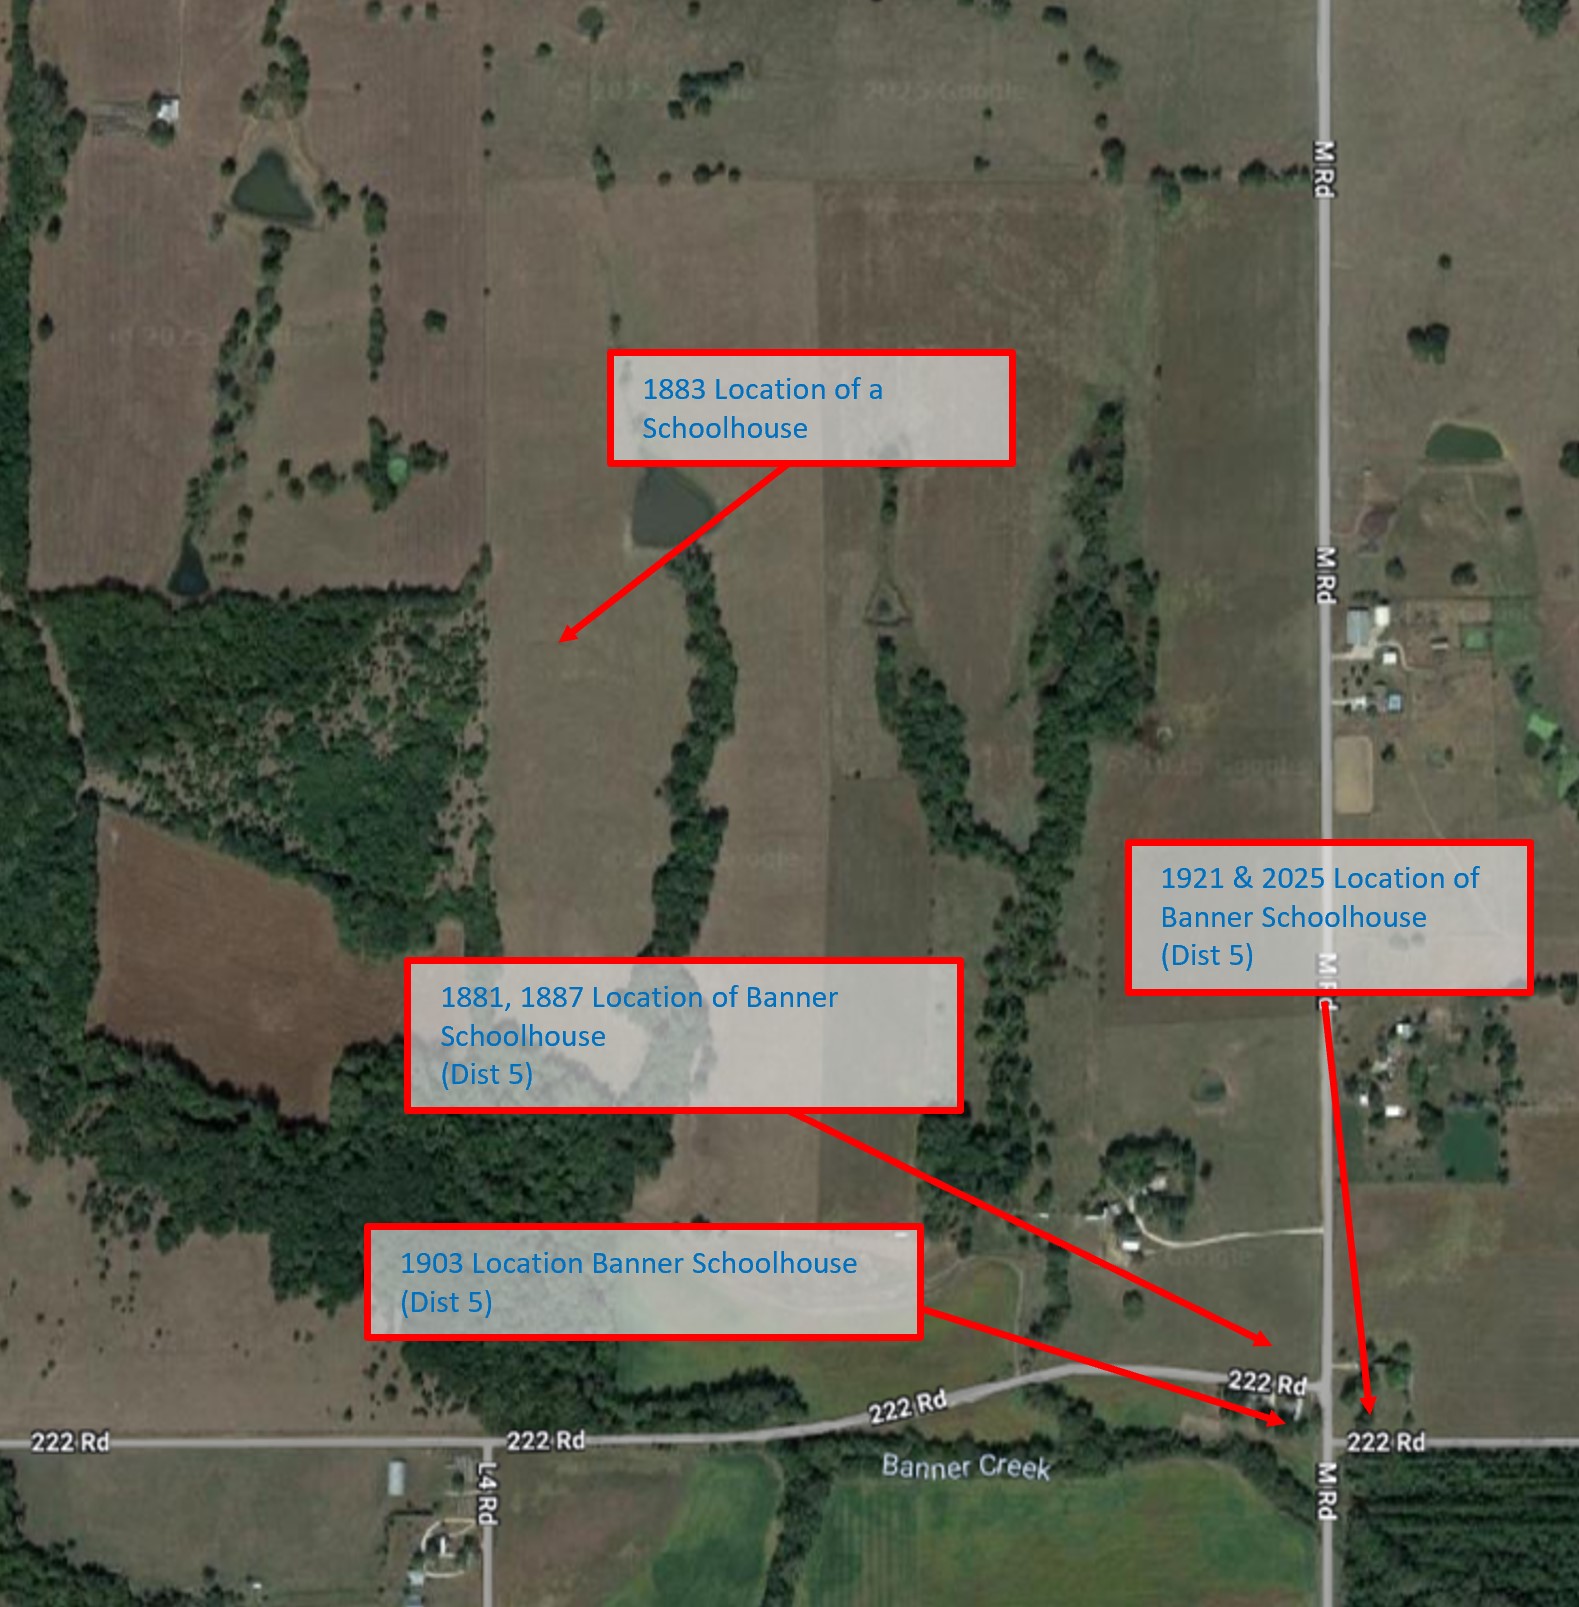 M Rd
1883 Location of a
Schoolhouse
M Rd
1921 & 2025 Location of
Banner Schoolhouse
(Dist 5)
M Rd
1881, 1887 Location of Banner
Schoolhouse
(Dist 5)
1903 Location Banner Schoolhouse
(Dist 5)
222 Rd
222 Rd
222 Rd
222 Rd
222 Rd
Banner Creek
L4 Rd
M Rd